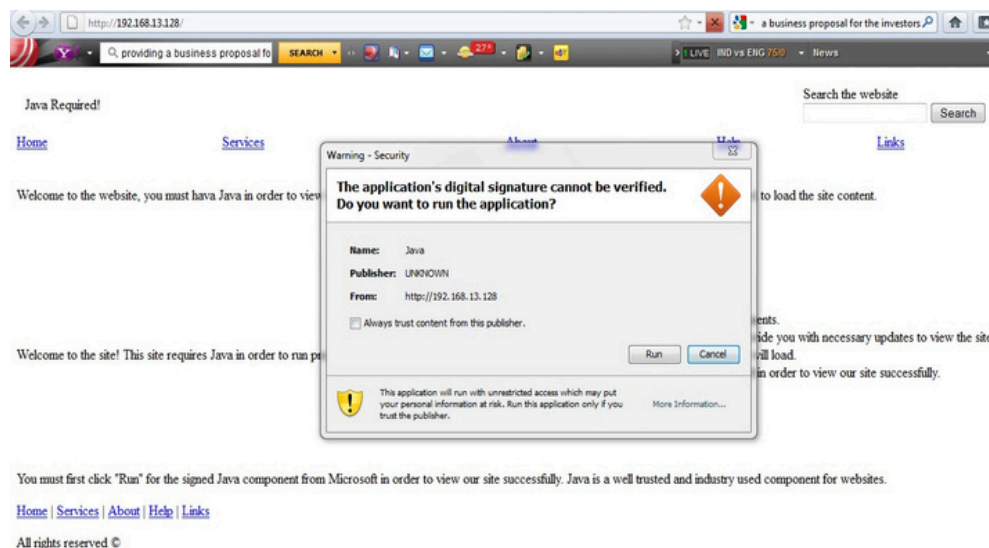 http://192.168.13.128/
a business proposal for the investors
providing a business proposal fo
SEARCH
27°
LIVE IND vs ENG 75/0
News
Java Required!
Search the website
Search
Home
Services
About
Help
Links
Warning - Security
The application's digital signature cannot be verified.
Do you want to run the application?
Welcome to the website, you must hava Java in order to view
to load the site content.
Name: Java
Publisher: UNKNOWN
From: http://192.168.13.128
Always trust content from this publisher.
ents.
ide you with necessary updates to view the site
Welcome to the site! This site requires Java in order to run pr
Run
Cancel
ill load.
in order to view our site successfully.
This application will run with unrestricted access which may put
your personal information at risk. Run this application only if you
trust the publisher.
More Information...
You must first click "Run" for the signed Java component from Microsoft in order to view our site successfully. Java is a well trusted and industry used component for websites.
Home | Services | About | Help | Links
All rights reserved ©